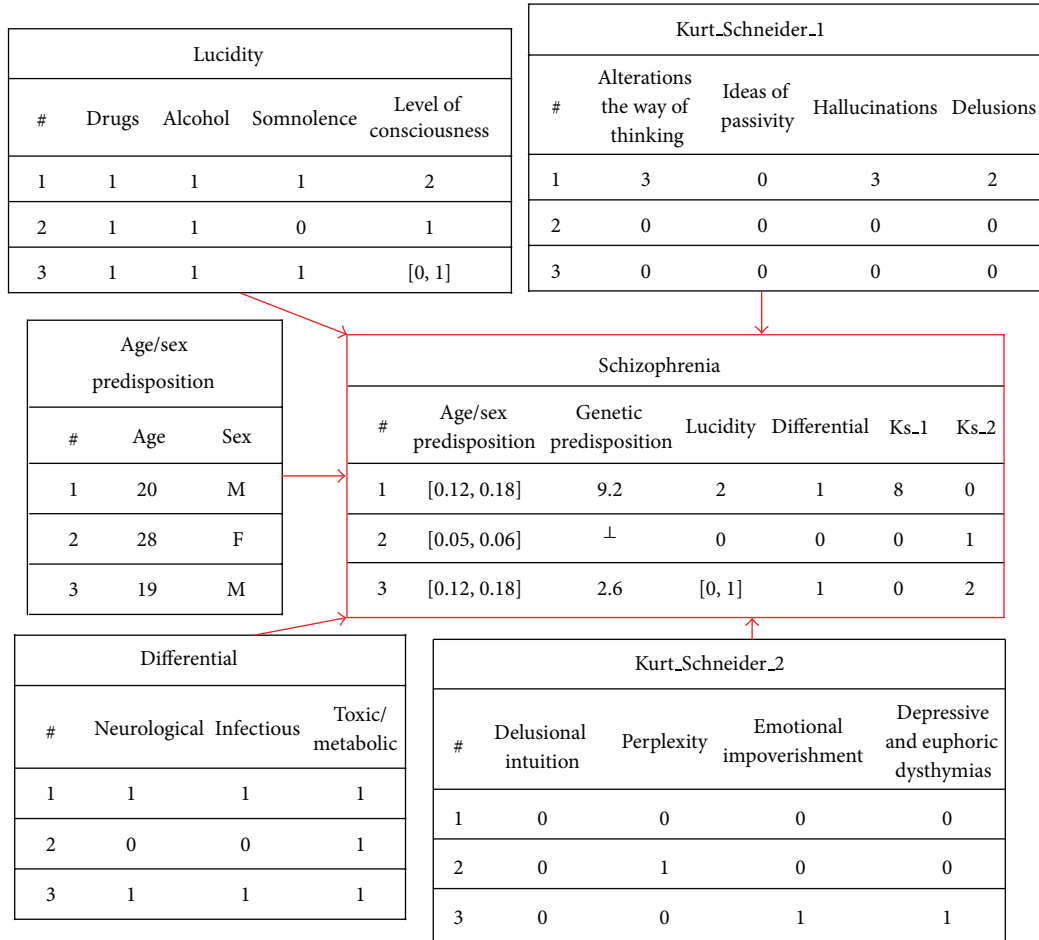 Lucidity
# Drugs Alcohol Somnolence Level of
consciousness
1 1 1 1 2
2 1 1 0 1
3 1 1 1 [0, 1]
Kurt_Schneider_1
# Alterations
the way of
thinking
Ideas of
passivity
Hallucinations Delusions
1 3 0 3 2
2 0 0 0 0
3 0 0 0 0
Age/sex
predisposition
# Age Sex
1 20 M
2 28 F
3 19 M
Schizophrenia
# Age/sex
predisposition
Genetic
predisposition
Lucidity Differential Ks_1 Ks_2
1 [0.12, 0.18] 9.2 2 1 8 0
2 [0.05, 0.06] ⊥ 0 0 0 1
3 [0.12, 0.18] 2.6 [0, 1] 1 0 2
Differential
# Neurological Infectious Toxic/
metabolic
1 1 1 1
2 0 0 1
3 1 1 1
Kurt_Schneider_2
# Delusional
intuition
Perplexity
Emotional
impoverishment
Depressive
and euphoric
dysthymias
1 0 0 0 0
2 0 1 0 0
3 0 0 1 1